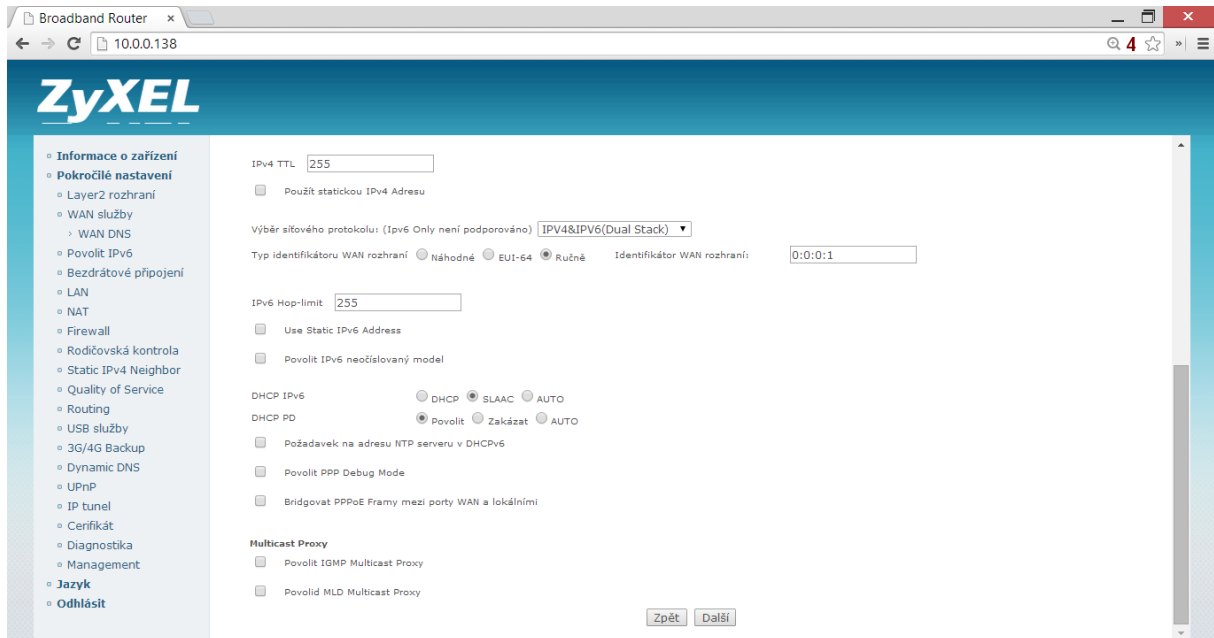 Broadband Router
10.0.0.138
4
ZyXEL
Informace o zařízení
Pokročilé nastavení
Layer2 rozhraní
WAN služby
WAN DNS
Povolit IPv6
Bezdrátové připojení
LAN
NAT
Firewall
Rodičovská kontrola
Static IPv4 Neighbor
Quality of Service
Routing
USB služby
3G/4G Backup
Dynamic DNS
UPnP
IP tunel
Cerifikát
Diagnostika
Management
Jazyk
Odhlásit
IPv4 TTL 255
Použít statickou IPv4 Adresu
Výběr síťového protokolu: (Ipv6 Only není podporováno) IPV4&IPV6(Dual Stack)
Typ identifikátoru WAN rozhraní Náhodné EUI-64 Ručně Identifikátor WAN rozhraní: 0:0:0:1
IPv6 Hop-limit 255
Use Static IPv6 Address
Povolit IPv6 neočíslovaný model
DHCP IPv6 DHCP SLAAC AUTO
DHCP PD Povolit Zakázat AUTO
Požadavek na adresu NTP serveru v DHCPv6
Povolit PPP Debug Mode
Bridgovat PPPoE Framy mezi porty WAN a lokálními
Multicast Proxy
Povolit IGMP Multicast Proxy
Povolid MLD Multicast Proxy
Zpět Další